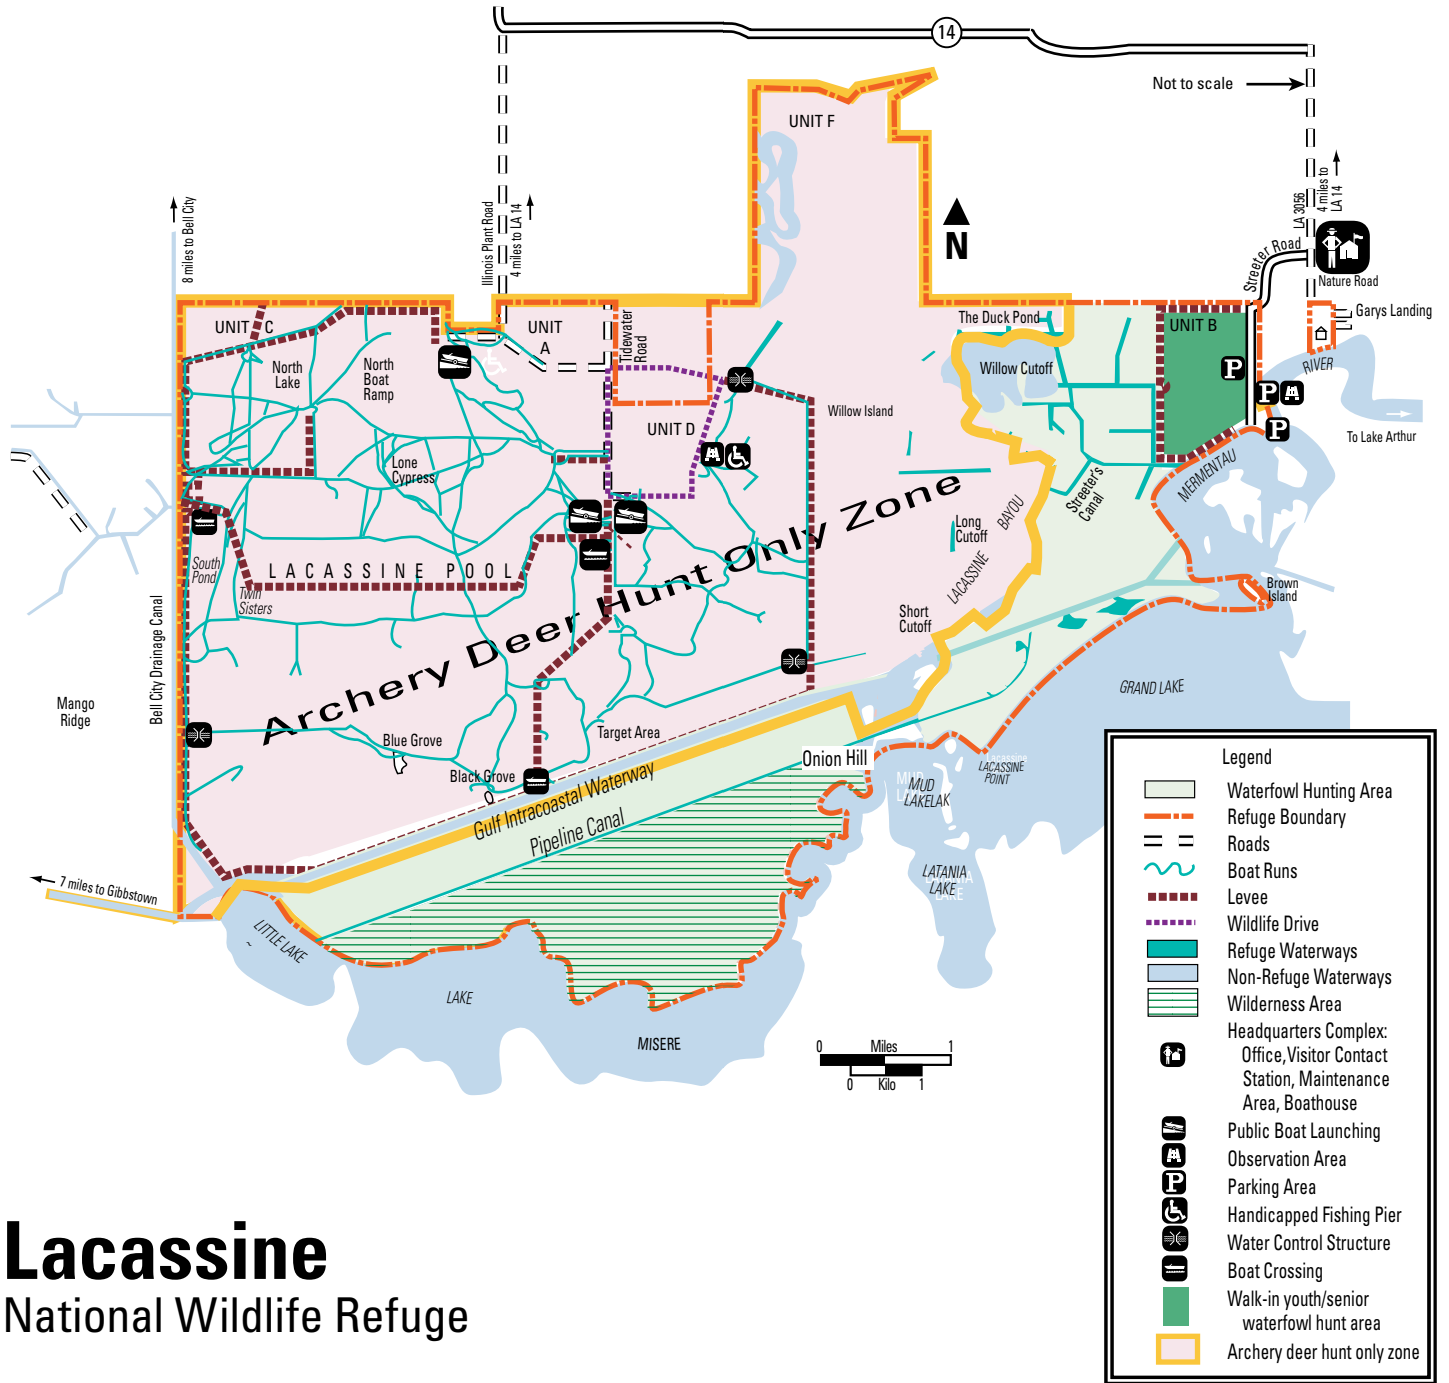 14
Not to scale
UNIT F
8 miles to Bell City
Illinois Plant Road
4 miles to LA 14
LA 3056
4 miles to
LA 14
N
Streeter Road
Nature Road
Garys Landing
UNIT C
UNIT
A
Tidewater
Road
The Duck Pond
UNIT B
North
Lake
North
Boat
Ramp
Willow Cutoff
RIVER
P
P
P
Willow Island
UNIT D
To Lake Arthur
Lone
Cypress
MERMENTAU
Streeter's
Canal
Archery Deer Hunt Only Zone
Long
Cutoff
BAYOU
LACASSINE
South
Pond
LACASSINE POOL
Twin
Sisters
Brown
Island
Short
Cutoff
Bell City Drainage Canal
Mango
Ridge
GRAND LAKE
Target Area
Blue Grove
Black Grove
Onion Hill
Gulf Intracoastal Waterway
Pipeline Canal
LACASSINE
POINT
MUD
LAKELAK
LATANIA
LAKE
7 miles to Gibbstown
LITTLE LAKE
LAKE
MISERE
0 Miles 1
0 Kilo 1
Legend
Waterfowl Hunting Area
Refuge Boundary
Roads
Boat Runs
Levee
Wildlife Drive
Refuge Waterways
Non-Refuge Waterways
Wilderness Area
Headquarters Complex:
Office,Visitor Contact
Station, Maintenance
Area, Boathouse
Public Boat Launching
Observation Area
P Parking Area
Handicapped Fishing Pier
Water Control Structure
Boat Crossing
Walk-in youth/senior
waterfowl hunt area
Archery deer hunt only zone
Lacassine
National Wildlife Refuge